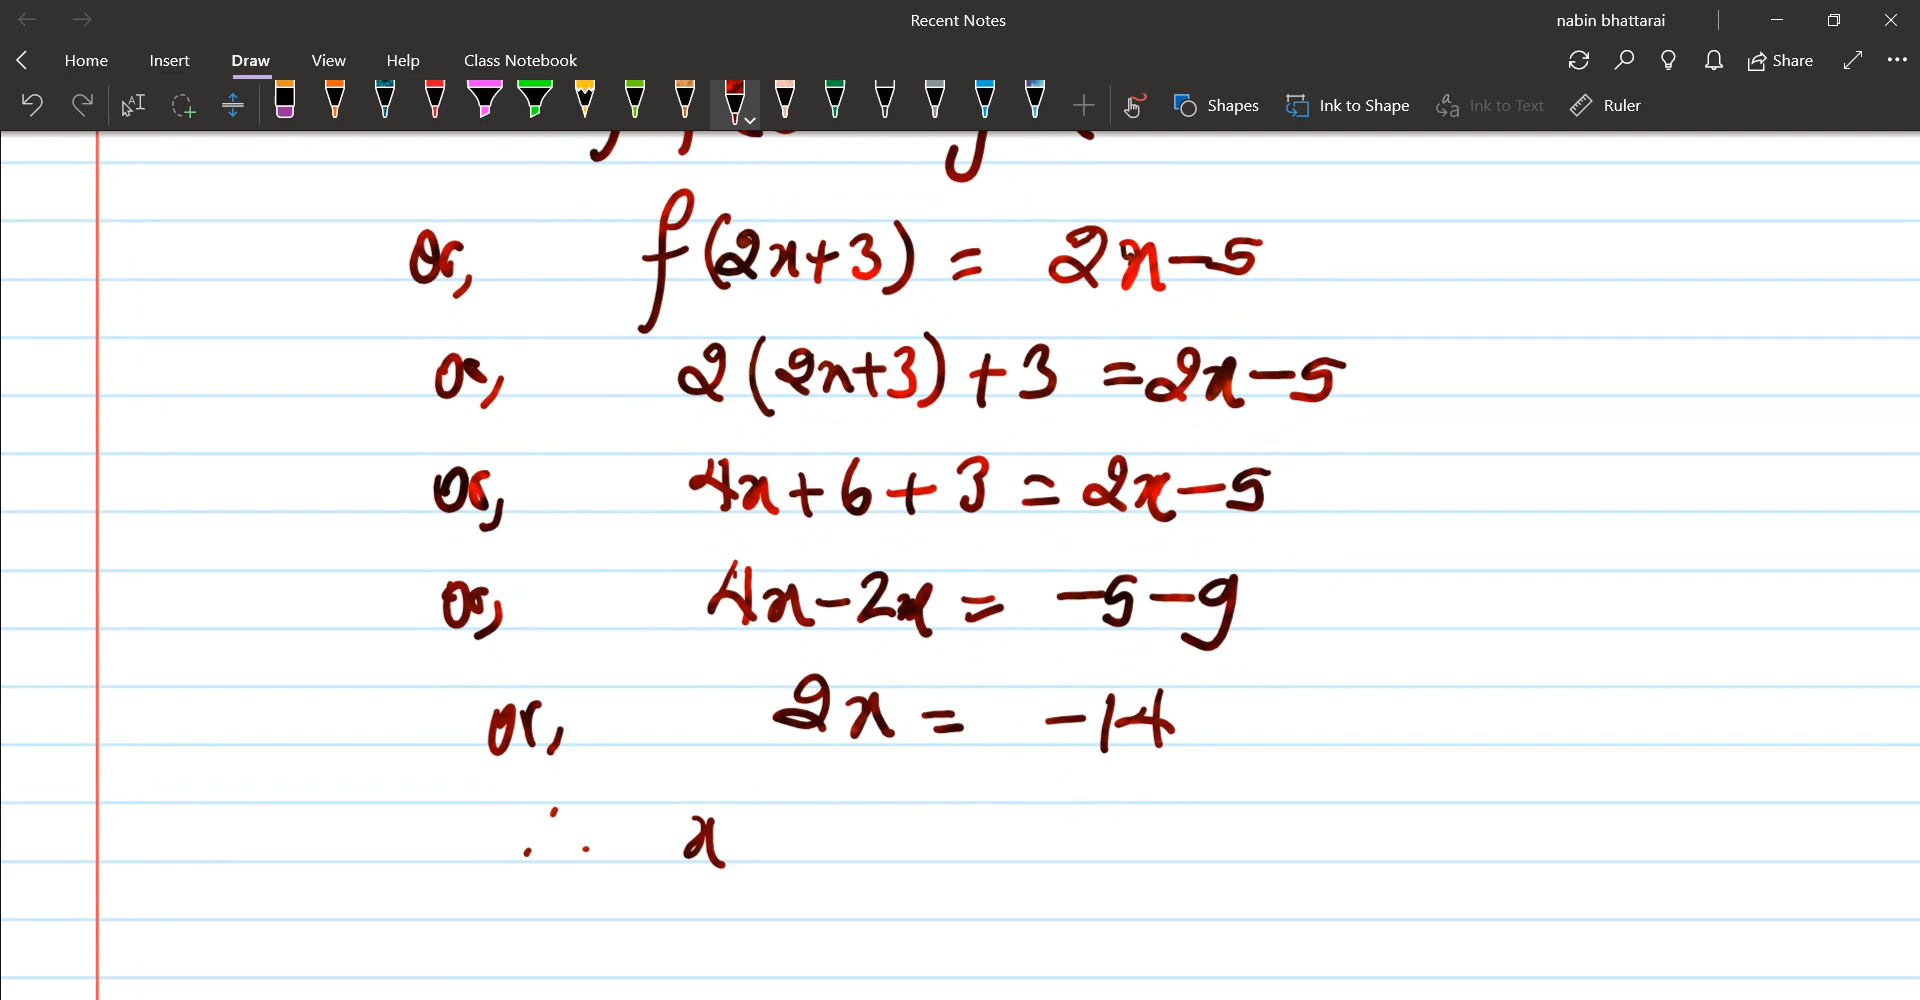 Recent Notes
nabin bhattarai
Home Insert Draw View Help Class Notebook
Share
Shapes Ink to Shape Ink to Text Ruler
or, f(2x+3) = 2x-5
or, 2(2x+3)+3 =2x-5
or, 4x+6+3 = 2x-5
or, 4x-2x = -5-9
or, 2x = -14
∴ x